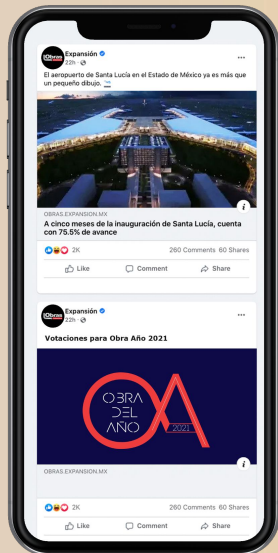 Obras
Expansión
22h
El aeropuerto de Santa Lucía en el Estado de México ya es más que
un pequeño dibujo.
i
OBRAS.EXPANSION.MX
A cinco meses de la inauguración de Santa Lucía, cuenta
con 75.5% de avance
2K 260 Comments 60 Shares
Like Comment Share
Obras
Expansión
22h
Votaciones para Obra Año 2021
OBRA
DEL
AÑO
OA
2021
i
OBRAS.EXPANSION.MX
2K 260 Comments 60 Shares
Like Comment Share